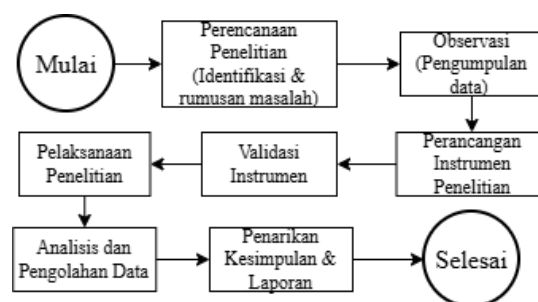 Mulai
Perencanaan
Penelitian
(Identifikasi &
rumusan masalah)
Observasi
(Pengumpulan
data)
Perancangan
Instrumen
Penelitian
Validasi
Instrumen
Pelaksanaan
Penelitian
Analisis dan
Pengolahan Data
Penarikan
Kesimpulan &
Laporan
Selesai